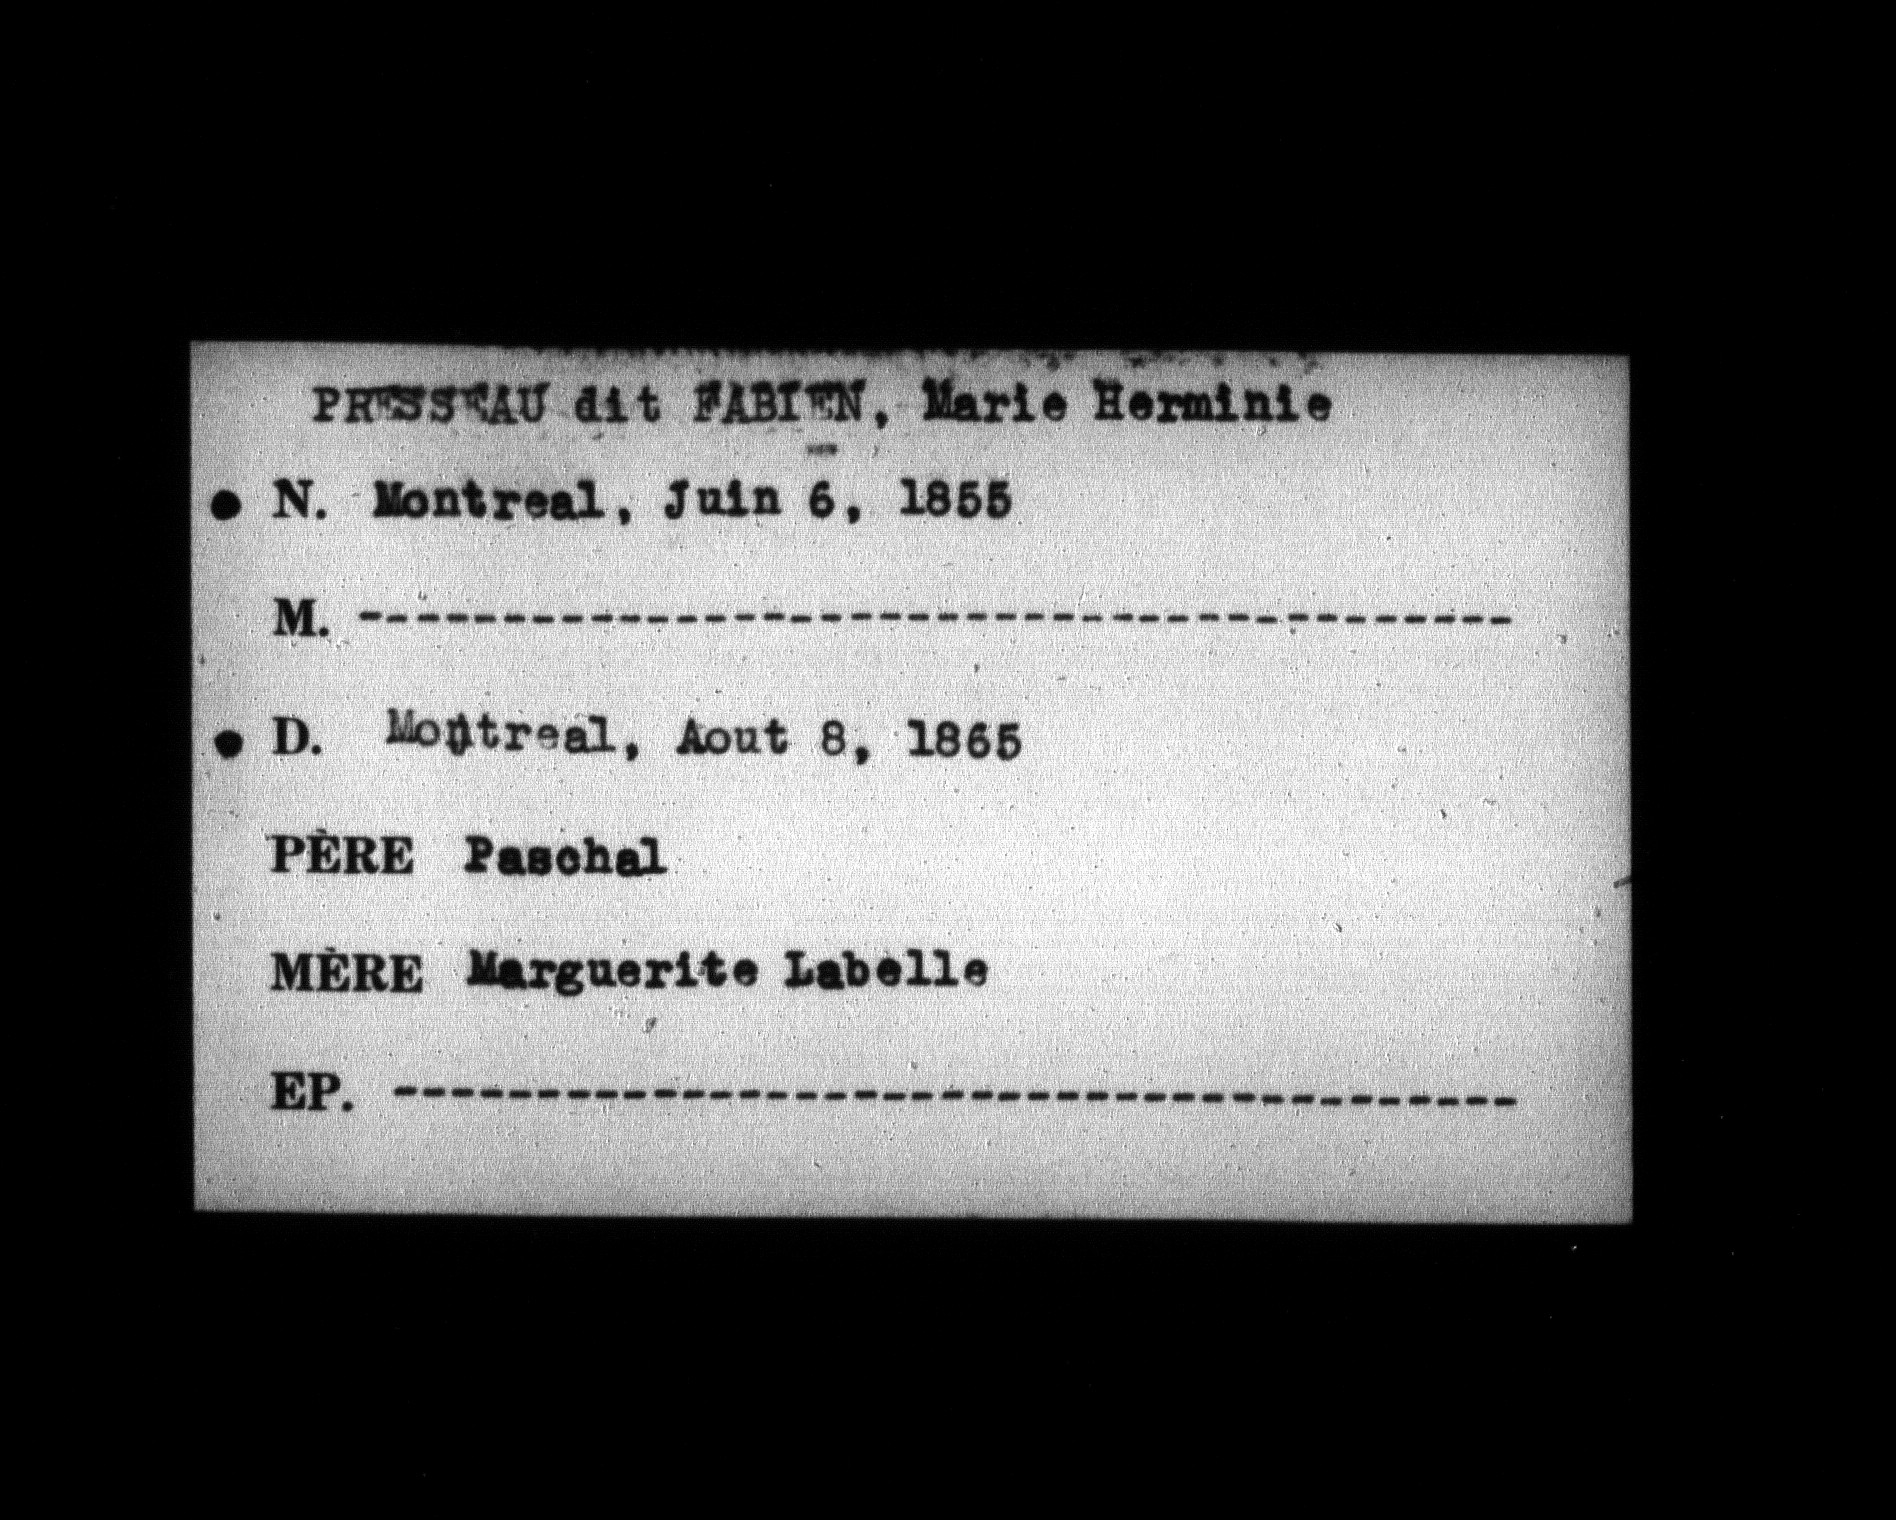 PRESSEAU dit FABIEN, Marie Herminie
N. Montreal, Juin 6, 1855
M. ----------------------------------------
D. Montreal, Aout 8, 1865
PÈRE Paschal
MÈRE Marguerite Labelle
EP. ---------------------------------------